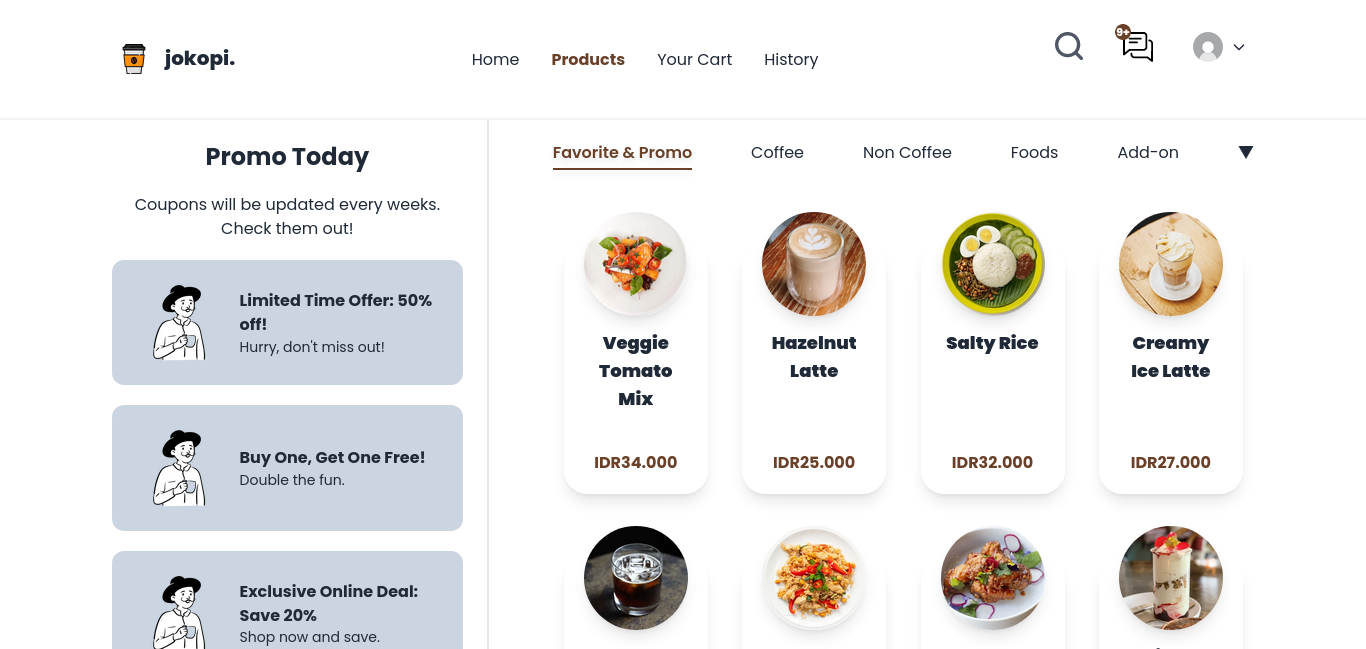 jokopi.
Home
Products
Your Cart
History
9+
Promo Today
Coupons will be updated every weeks.
Check them out!
Limited Time Offer: 50%
off!
Hurry, don't miss out!
Buy One, Get One Free!
Double the fun.
Exclusive Online Deal:
Save 20%
Shop now and save.
Favorite & Promo
Coffee
Non Coffee
Foods
Add-on
Veggie
Tomato
Mix
IDR34.000
Hazelnut
Latte
IDR25.000
Salty Rice
IDR32.000
Creamy
Ice Latte
IDR27.000